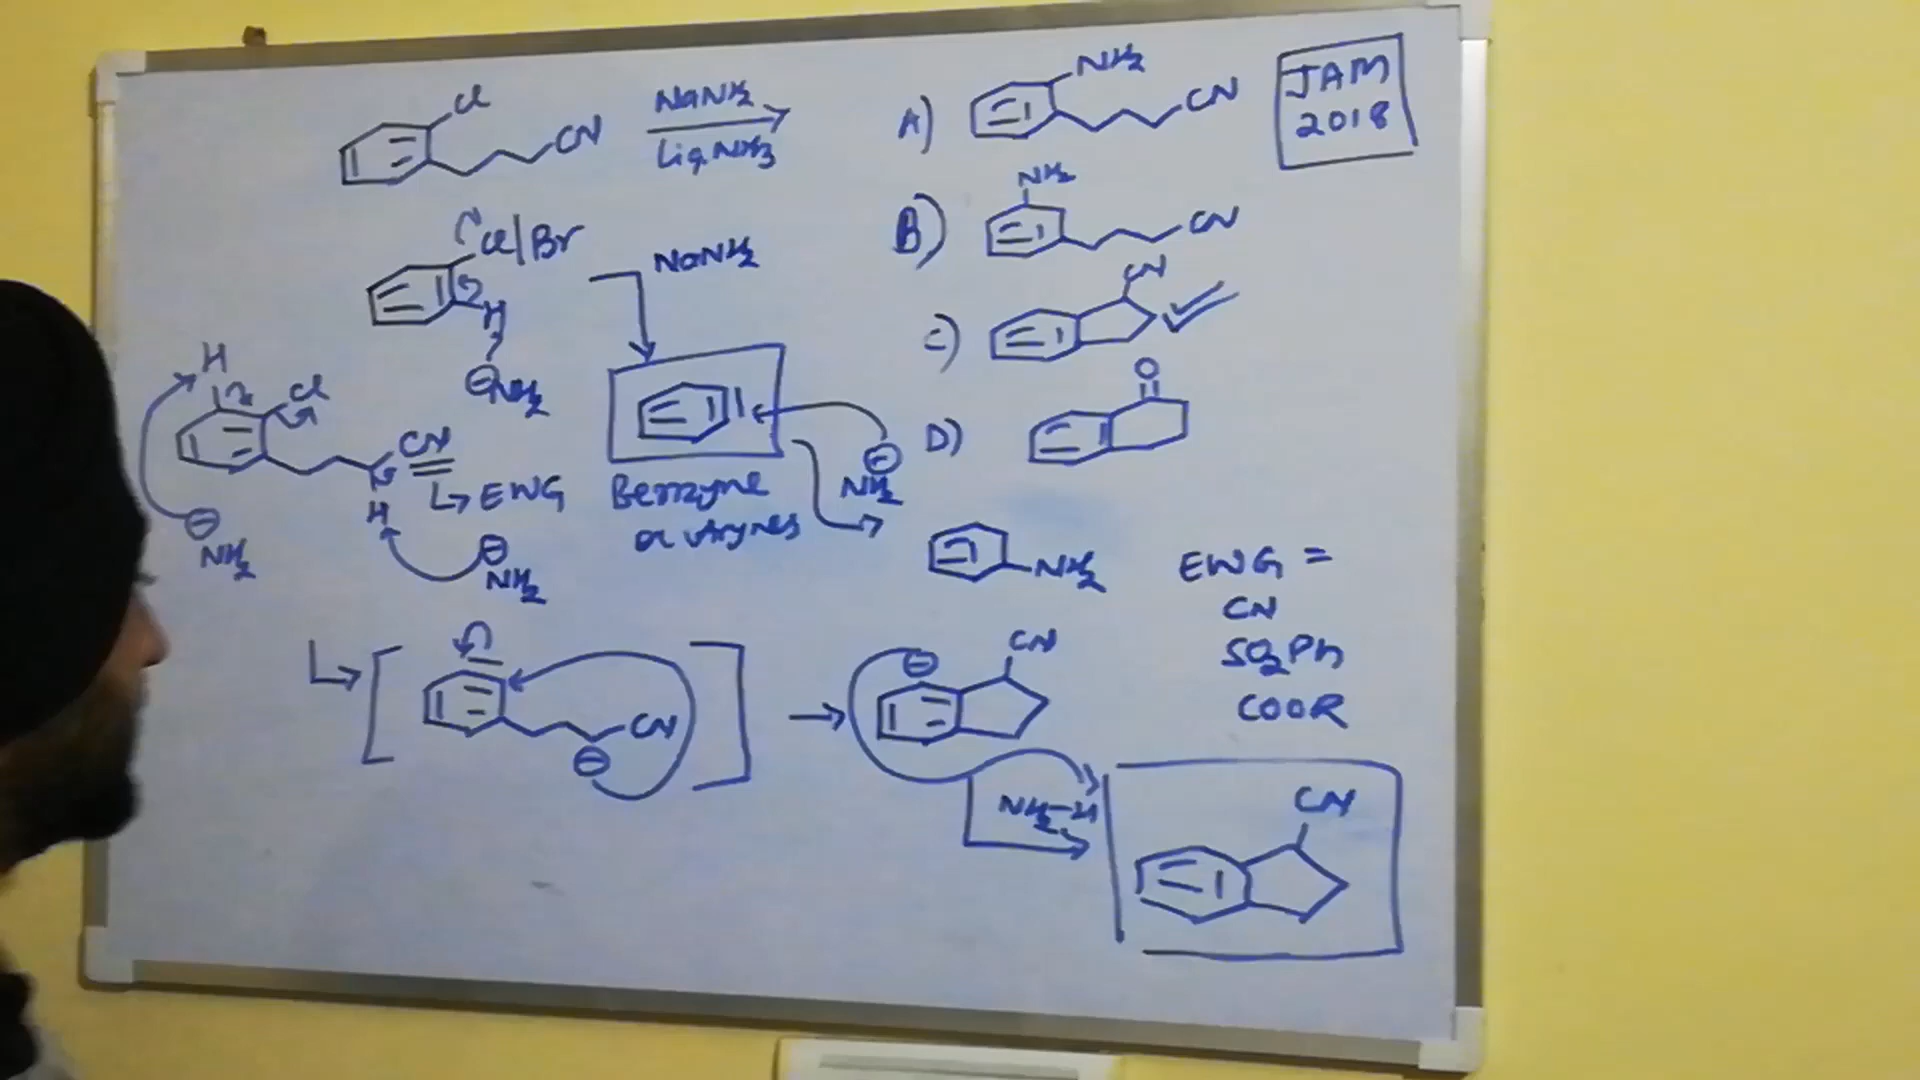 Cl
CN
NaNH2
Liq. NH3
A)
NH2
CN
JAM
2018
B)
NH2
CN
Cl/Br
H
⊖NH2
NaNH2
C)
CN
D)
O
H
Cl
CN
H
↳ EWG
⊖
NH2
⊖
NH2
Benzyne
or Arynes
⊖
NH2
NH2
EWG =
CN
SO2Ph
COOR
CN
⊖
⊖
CN
NH2-H
CN